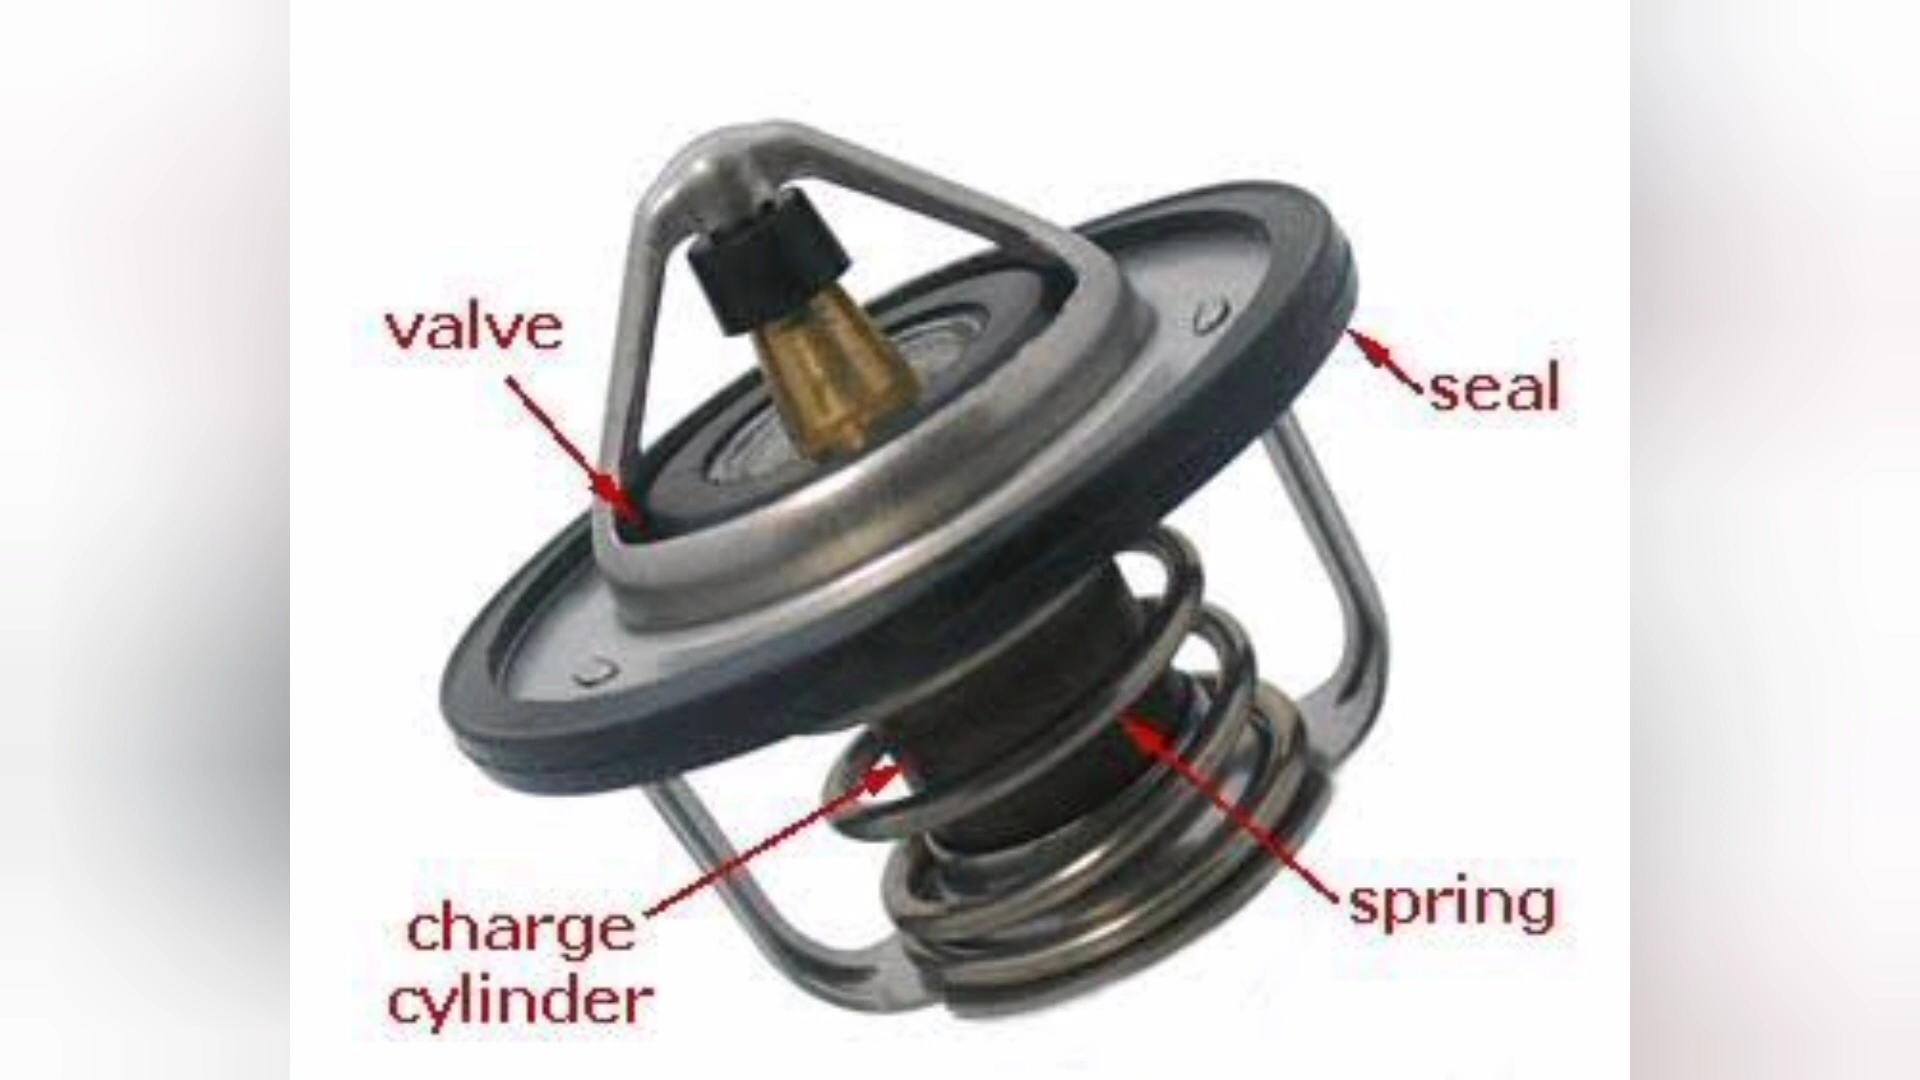 valve
seal
charge
cylinder
spring